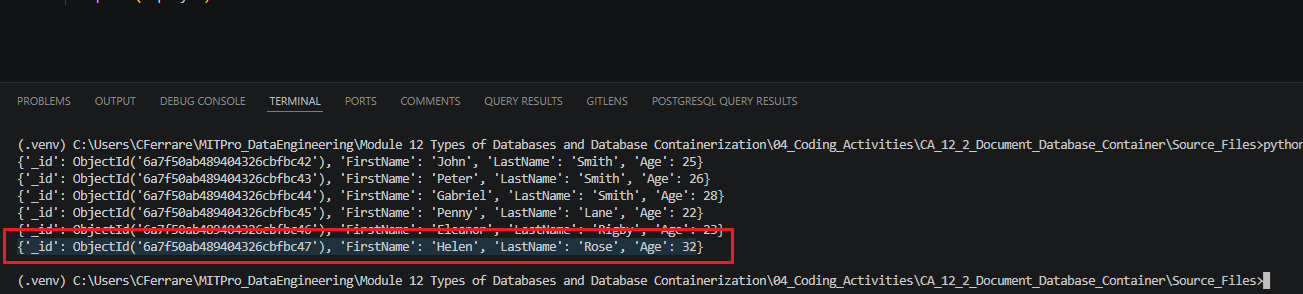 PROBLEMS OUTPUT DEBUG CONSOLE TERMINAL PORTS COMMENTS QUERY RESULTS GITLENS POSTGRESQL QUERY RESULTS
(.venv) C:\Users\CFerrare\MITPro_DataEngineering\Module 12 Types of Databases and Database Containerization\04_Coding_Activities\CA_12_2_Document_Database_Container\Source_Files>python
{'_id': ObjectId('6a7f50ab489404326cbfbc42'), 'FirstName': 'John', 'LastName': 'Smith', 'Age': 25}
{'_id': ObjectId('6a7f50ab489404326cbfbc43'), 'FirstName': 'Peter', 'LastName': 'Smith', 'Age': 26}
{'_id': ObjectId('6a7f50ab489404326cbfbc44'), 'FirstName': 'Gabriel', 'LastName': 'Smith', 'Age': 28}
{'_id': ObjectId('6a7f50ab489404326cbfbc45'), 'FirstName': 'Penny', 'LastName': 'Lane', 'Age': 22}
{'_id': ObjectId('6a7f50ab489404326cbfbc46'), 'FirstName': 'Eleanor', 'LastName': 'Rigby', 'Age': 23}
{'_id': ObjectId('6a7f50ab489404326cbfbc47'), 'FirstName': 'Helen', 'LastName': 'Rose', 'Age': 32}
(.venv) C:\Users\CFerrare\MITPro_DataEngineering\Module 12 Types of Databases and Database Containerization\04_Coding_Activities\CA_12_2_Document_Database_Container\Source_Files>